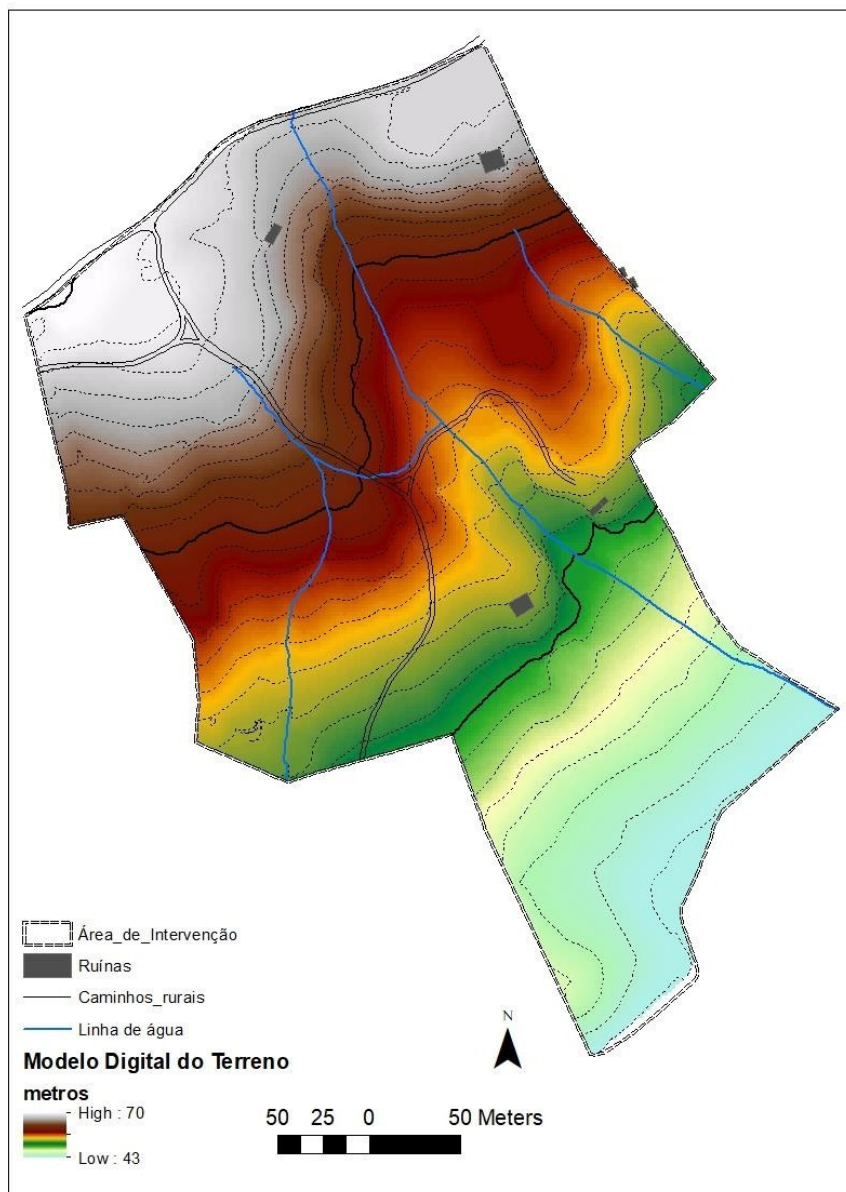 Área_de_Intervenção
Ruínas
Caminhos_rurais
Linha de água
N
Modelo Digital do Terreno
metros
High : 70
Low : 43
50 25 0 50 Meters